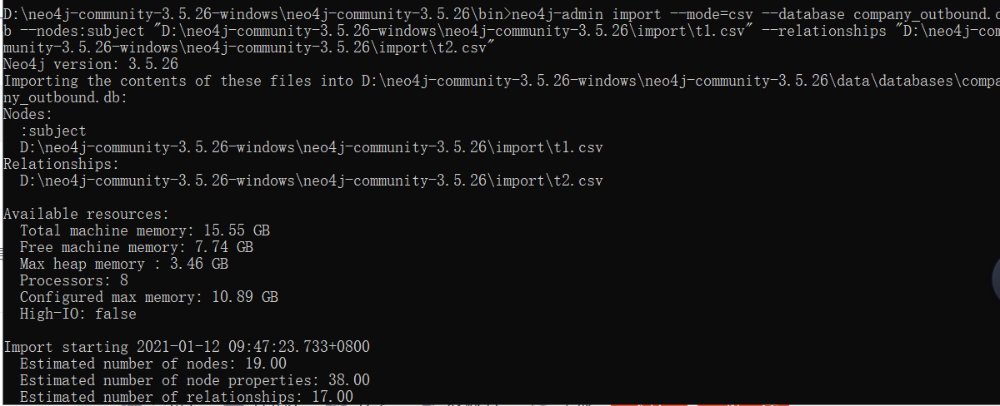 D:\neo4j-community-3.5.26-windows\neo4j-community-3.5.26\bin>neo4j-admin import --mode=csv --database company_outbound.d
b --nodes:subject "D:\neo4j-community-3.5.26-windows\neo4j-community-3.5.26\import\t1.csv" --relationships "D:\neo4j-com
munity-3.5.26-windows\neo4j-community-3.5.26\import\t2.csv"
Neo4j version: 3.5.26
Importing the contents of these files into D:\neo4j-community-3.5.26-windows\neo4j-community-3.5.26\data\databases\compa
ny_outbound.db:
Nodes:
  :subject
  D:\neo4j-community-3.5.26-windows\neo4j-community-3.5.26\import\t1.csv
Relationships:
  D:\neo4j-community-3.5.26-windows\neo4j-community-3.5.26\import\t2.csv

Available resources:
  Total machine memory: 15.55 GB
  Free machine memory: 7.74 GB
  Max heap memory : 3.46 GB
  Processors: 8
  Configured max memory: 10.89 GB
  High-IO: false

Import starting 2021-01-12 09:47:23.733+0800
  Estimated number of nodes: 19.00
  Estimated number of node properties: 38.00
  Estimated number of relationships: 17.00